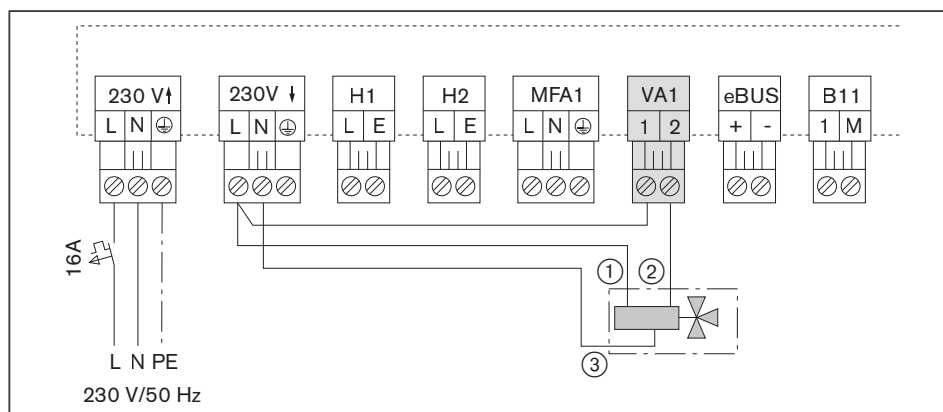 230 V↑ 230V ↓ H1 H2 MFA1 VA1 eBUS B11
L N ⏚ L N ⏚ L E L E L N ⏚ 1 2 + - 1 M
16A
① ②
③
L N PE
230 V/50 Hz